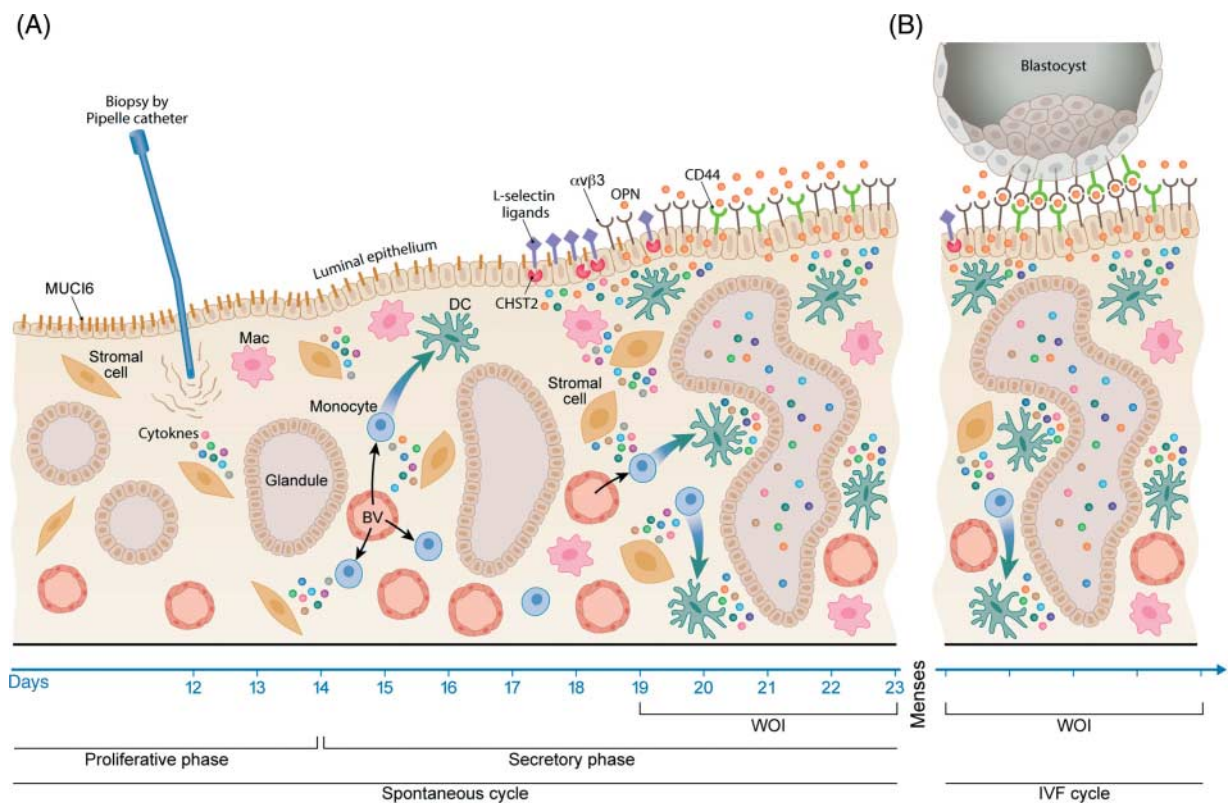 (A)
(B)
Biopsy by
Pipelle catheter
Blastocyst
MUCI6
Luminal epithelium
L-selectin
ligands
αvβ3
OPN
CD44
CHST2
Stromal
cell
Mac
DC
Monocyte
Cytoknes
Glandule
BV
Stromal
cell
Days
12
13
14
15
16
17
18
19
20
21
22
23
Menses
WOI
WOI
Proliferative phase
Secretory phase
Spontaneous cycle
IVF cycle